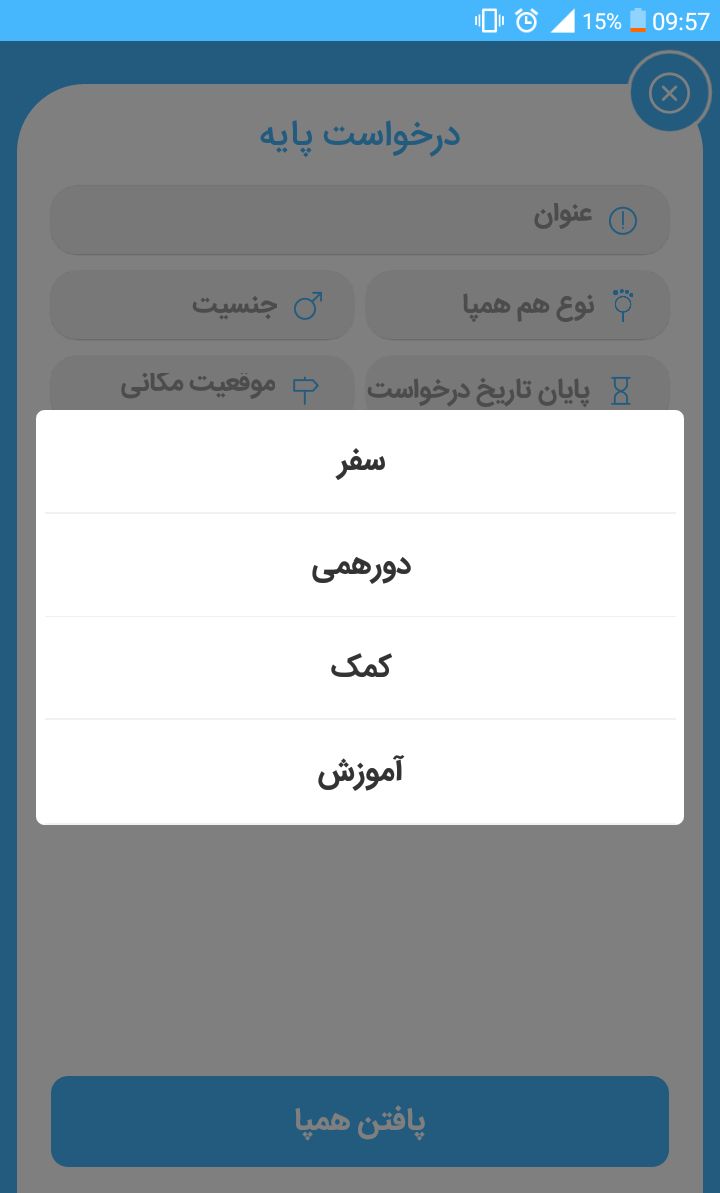 15% 09:57
درخواست پایه
عنوان
نوع هم همپا
جنسیت
پایان تاریخ درخواست
موقعیت مکانی
سفر
دورهمی
کمک
آموزش
پافتن همپا